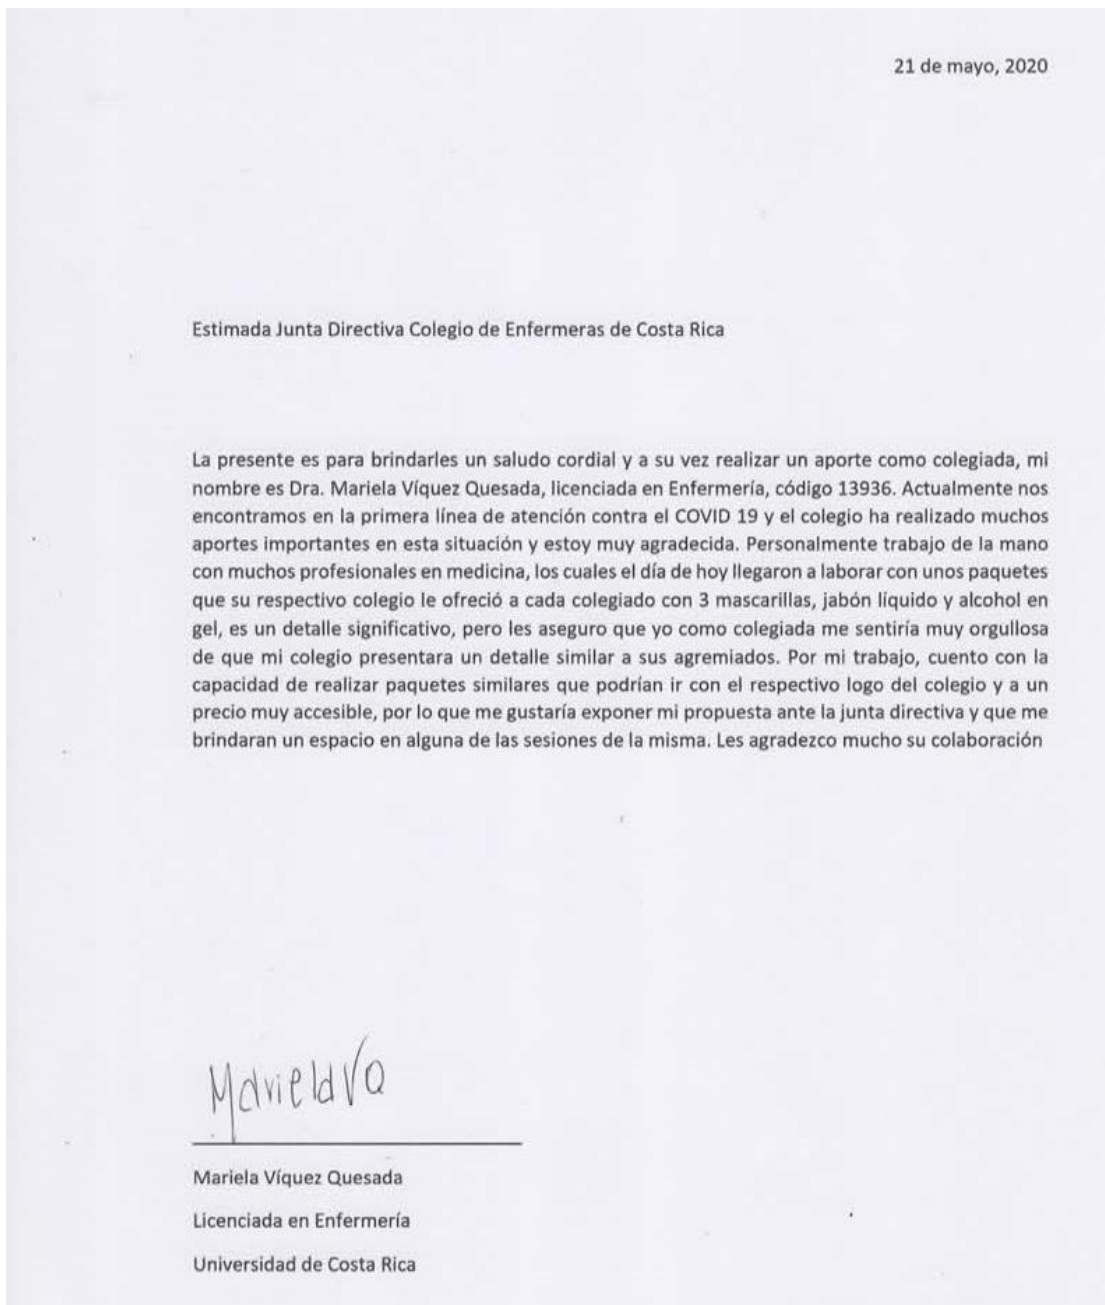 21 de mayo, 2020
Estimada Junta Directiva Colegio de Enfermeras de Costa Rica
La presente es para brindarles un saludo cordial y a su vez realizar un aporte como colegiada, mi
nombre es Dra. Mariela Víquez Quesada, licenciada en Enfermería, código 13936. Actualmente nos
encontramos en la primera línea de atención contra el COVID 19 y el colegio ha realizado muchos
aportes importantes en esta situación y estoy muy agradecida. Personalmente trabajo de la mano
con muchos profesionales en medicina, los cuales el día de hoy llegaron a laborar con unos paquetes
que su respectivo colegio le ofreció a cada colegiado con 3 mascarillas, jabón líquido y alcohol en
gel, es un detalle significativo, pero les aseguro que yo como colegiada me sentiría muy orgullosa
de que mi colegio presentara un detalle similar a sus agremiados. Por mi trabajo, cuento con la
capacidad de realizar paquetes similares que podrían ir con el respectivo logo del colegio y a un
precio muy accesible, por lo que me gustaría exponer mi propuesta ante la junta directiva y que me
brindaran un espacio en alguna de las sesiones de la misma. Les agradezco mucho su colaboración
Mariela VQ
Mariela Víquez Quesada
Licenciada en Enfermería
Universidad de Costa Rica